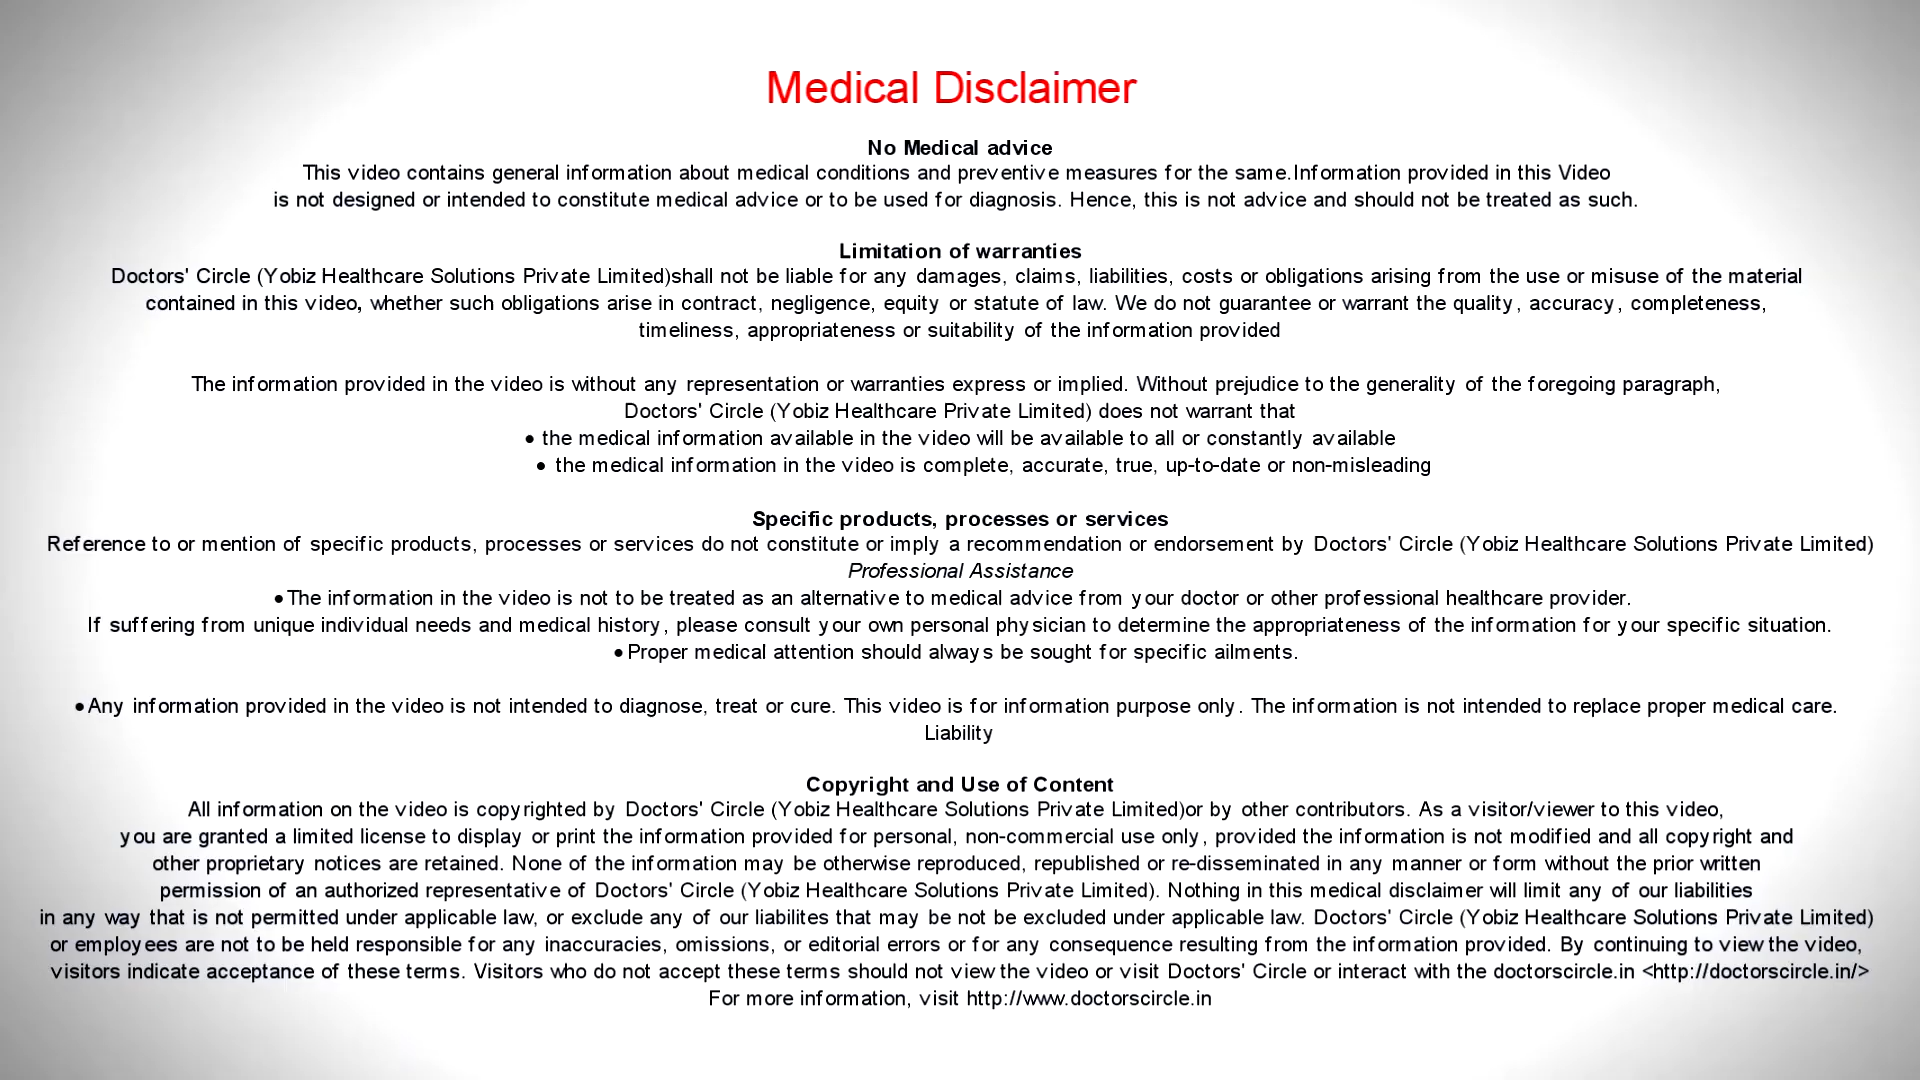 Medical Disclaimer
No Medical advice
This video contains general information about medical conditions and preventive measures for the same.Information provided in this Video
is not designed or intended to constitute medical advice or to be used for diagnosis. Hence, this is not advice and should not be treated as such.
Limitation of warranties
Doctors' Circle (Yobiz Healthcare Solutions Private Limited)shall not be liable for any damages, claims, liabilities, costs or obligations arising from the use or misuse of the material
contained in this video, whether such obligations arise in contract, negligence, equity or statute of law. We do not guarantee or warrant the quality, accuracy, completeness,
timeliness, appropriateness or suitability of the information provided
The information provided in the video is without any representation or warranties express or implied. Without prejudice to the generality of the foregoing paragraph,
Doctors' Circle (Yobiz Healthcare Private Limited) does not warrant that
• the medical information available in the video will be available to all or constantly available
• the medical information in the video is complete, accurate, true, up-to-date or non-misleading
Specific products, processes or services
Reference to or mention of specific products, processes or services do not constitute or imply a recommendation or endorsement by Doctors' Circle (Yobiz Healthcare Solutions Private Limited)
Professional Assistance
•The information in the video is not to be treated as an alternative to medical advice from your doctor or other professional healthcare provider.
If suffering from unique individual needs and medical history, please consult your own personal physician to determine the appropriateness of the information for your specific situation.
•Proper medical attention should always be sought for specific ailments.
•Any information provided in the video is not intended to diagnose, treat or cure. This video is for information purpose only. The information is not intended to replace proper medical care.
Liability
Copyright and Use of Content
All information on the video is copyrighted by Doctors' Circle (Yobiz Healthcare Solutions Private Limited)or by other contributors. As a visitor/viewer to this video,
you are granted a limited license to display or print the information provided for personal, non-commercial use only, provided the information is not modified and all copyright and
other proprietary notices are retained. None of the information may be otherwise reproduced, republished or re-disseminated in any manner or form without the prior written
permission of an authorized representative of Doctors' Circle (Yobiz Healthcare Solutions Private Limited). Nothing in this medical disclaimer will limit any of our liabilities
in any way that is not permitted under applicable law, or exclude any of our liabilites that may be not be excluded under applicable law. Doctors' Circle (Yobiz Healthcare Solutions Private Limited)
or employees are not to be held responsible for any inaccuracies, omissions, or editorial errors or for any consequence resulting from the information provided. By continuing to view the video,
visitors indicate acceptance of these terms. Visitors who do not accept these terms should not view the video or visit Doctors' Circle or interact with the doctorscircle.in <http://doctorscircle.in/>
For more information, visit http://www.doctorscircle.in